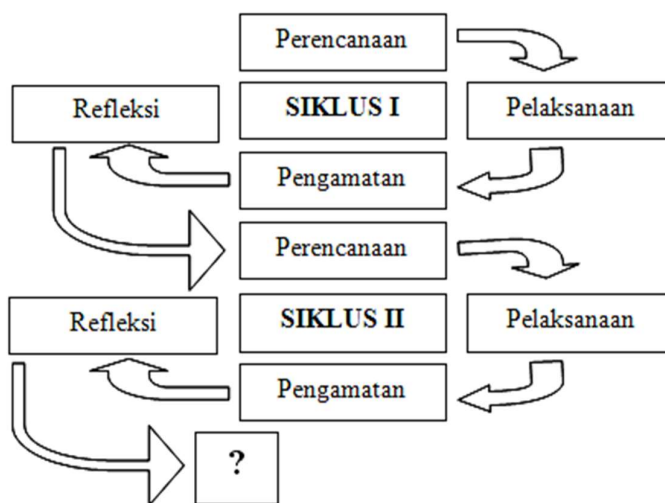 Perencanaan
Refleksi
SIKLUS I
Pelaksanaan
Pengamatan
Perencanaan
Refleksi
SIKLUS II
Pelaksanaan
Pengamatan
?